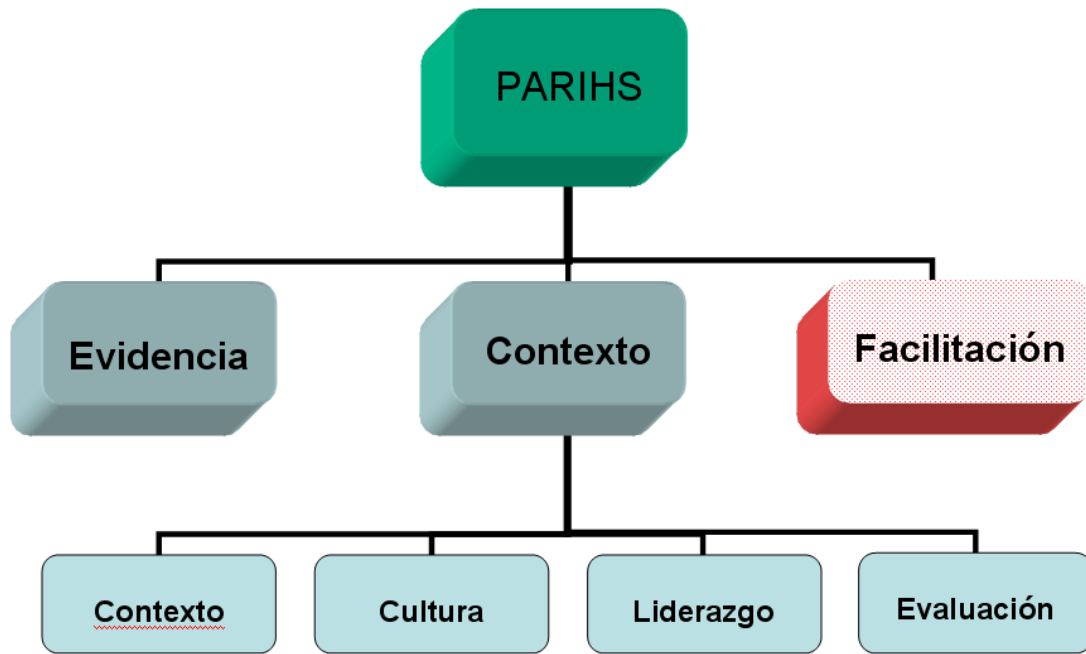 PARIHS
Evidencia
Contexto
Facilitación
Contexto
Cultura
Liderazgo
Evaluación